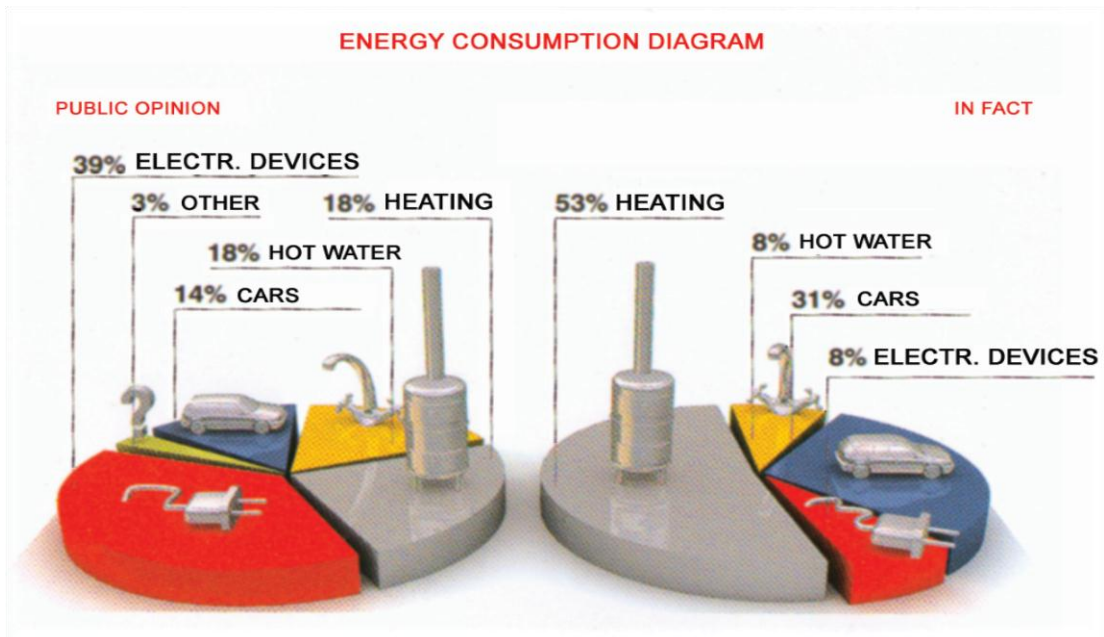 ENERGY CONSUMPTION DIAGRAM
PUBLIC OPINION
IN FACT
39% ELECTR. DEVICES
3% OTHER
18% HEATING
18% HOT WATER
14% CARS
53% HEATING
8% HOT WATER
31% CARS
8% ELECTR. DEVICES
?